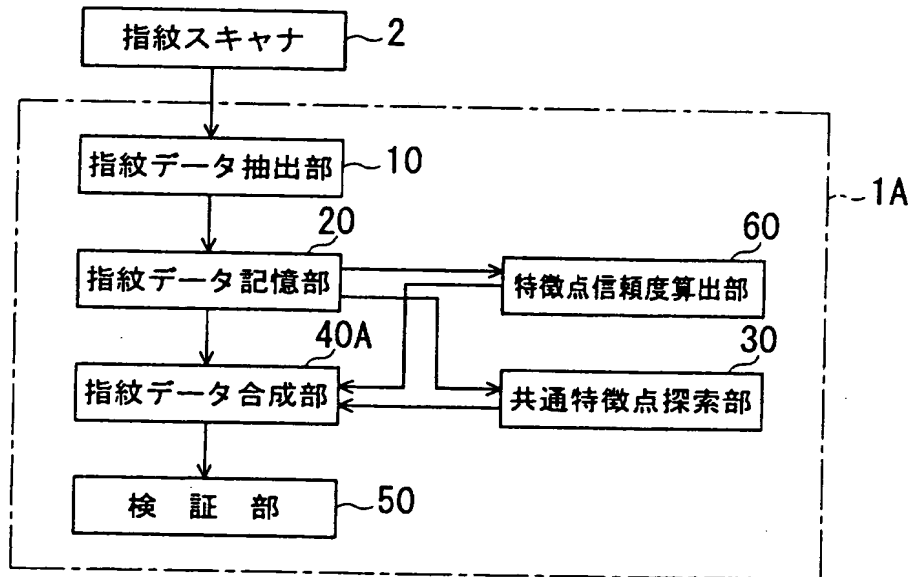 指紋スキャナ 2
指紋データ抽出部 10
1A
20
指紋データ記憶部
60
特徴点信頼度算出部
40A
指紋データ合成部
30
共通特徴点探索部
検証部 50